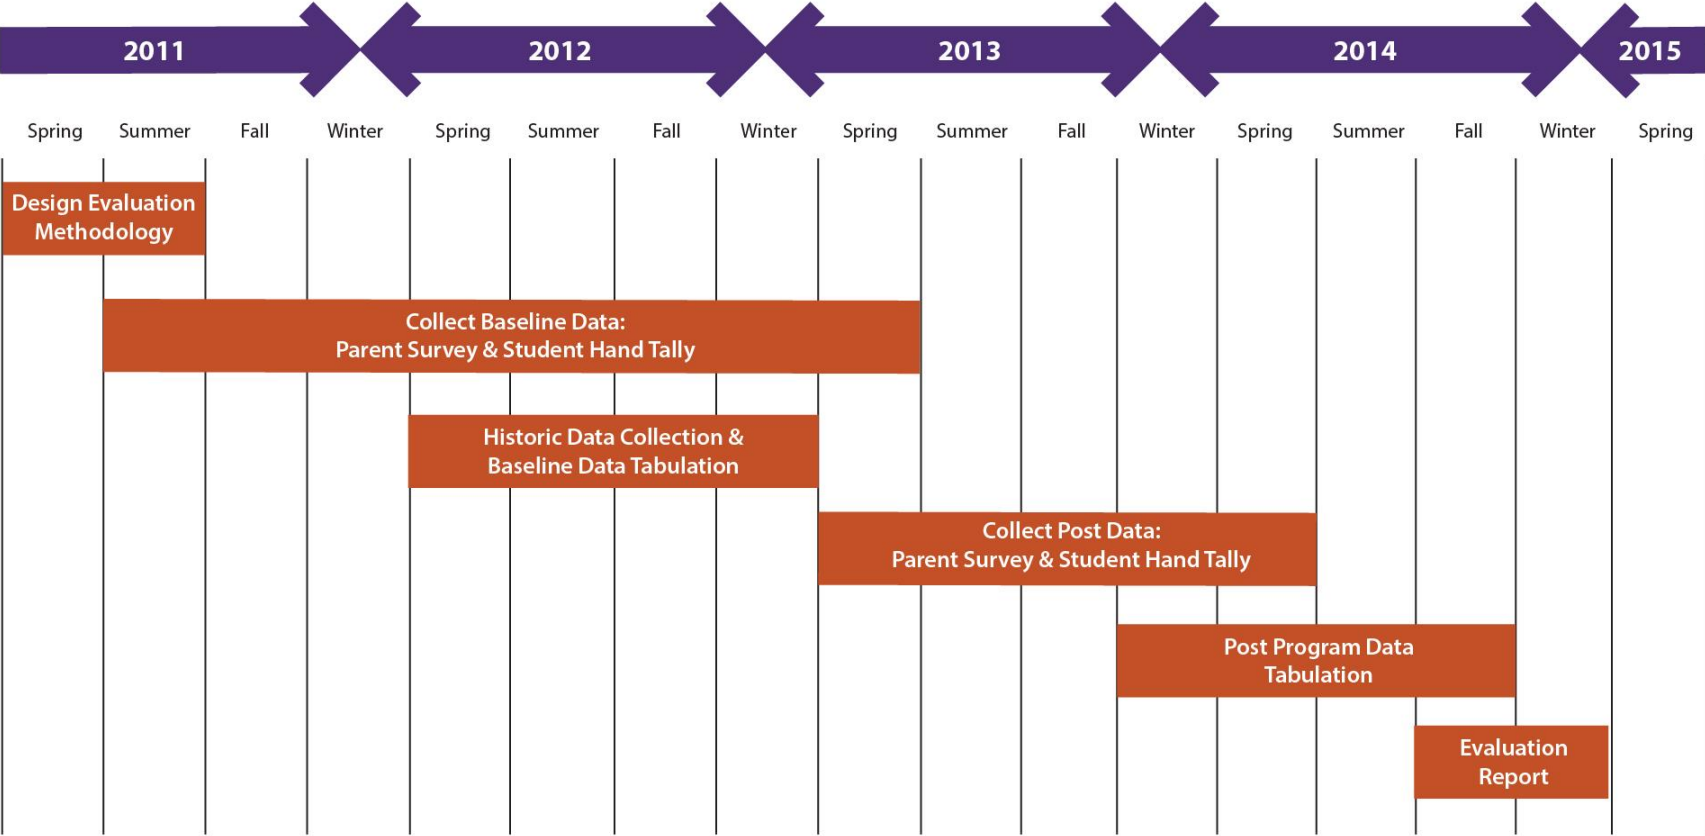 2011 2012 2013 2014 2015
Spring Summer Fall Winter Spring Summer Fall Winter Spring Summer Fall Winter Spring Summer Fall Winter Spring
Design Evaluation
Methodology
Collect Baseline Data:
Parent Survey & Student Hand Tally
Historic Data Collection &
Baseline Data Tabulation
Collect Post Data:
Parent Survey & Student Hand Tally
Post Program Data
Tabulation
Evaluation
Report